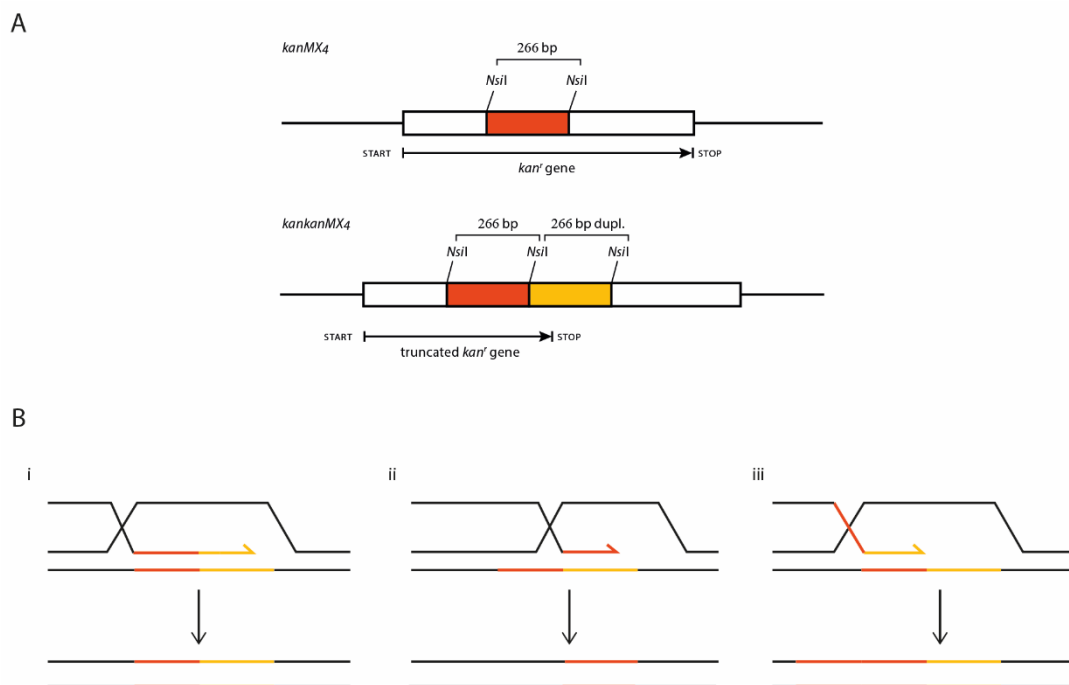 A
kanMX4
266 bp
NsiI NsiI
START STOP
kanʳ gene
kankanMX4
266 bp 266 bp dupl.
NsiI NsiI NsiI
START STOP
truncated kanʳ gene
B
i ii iii